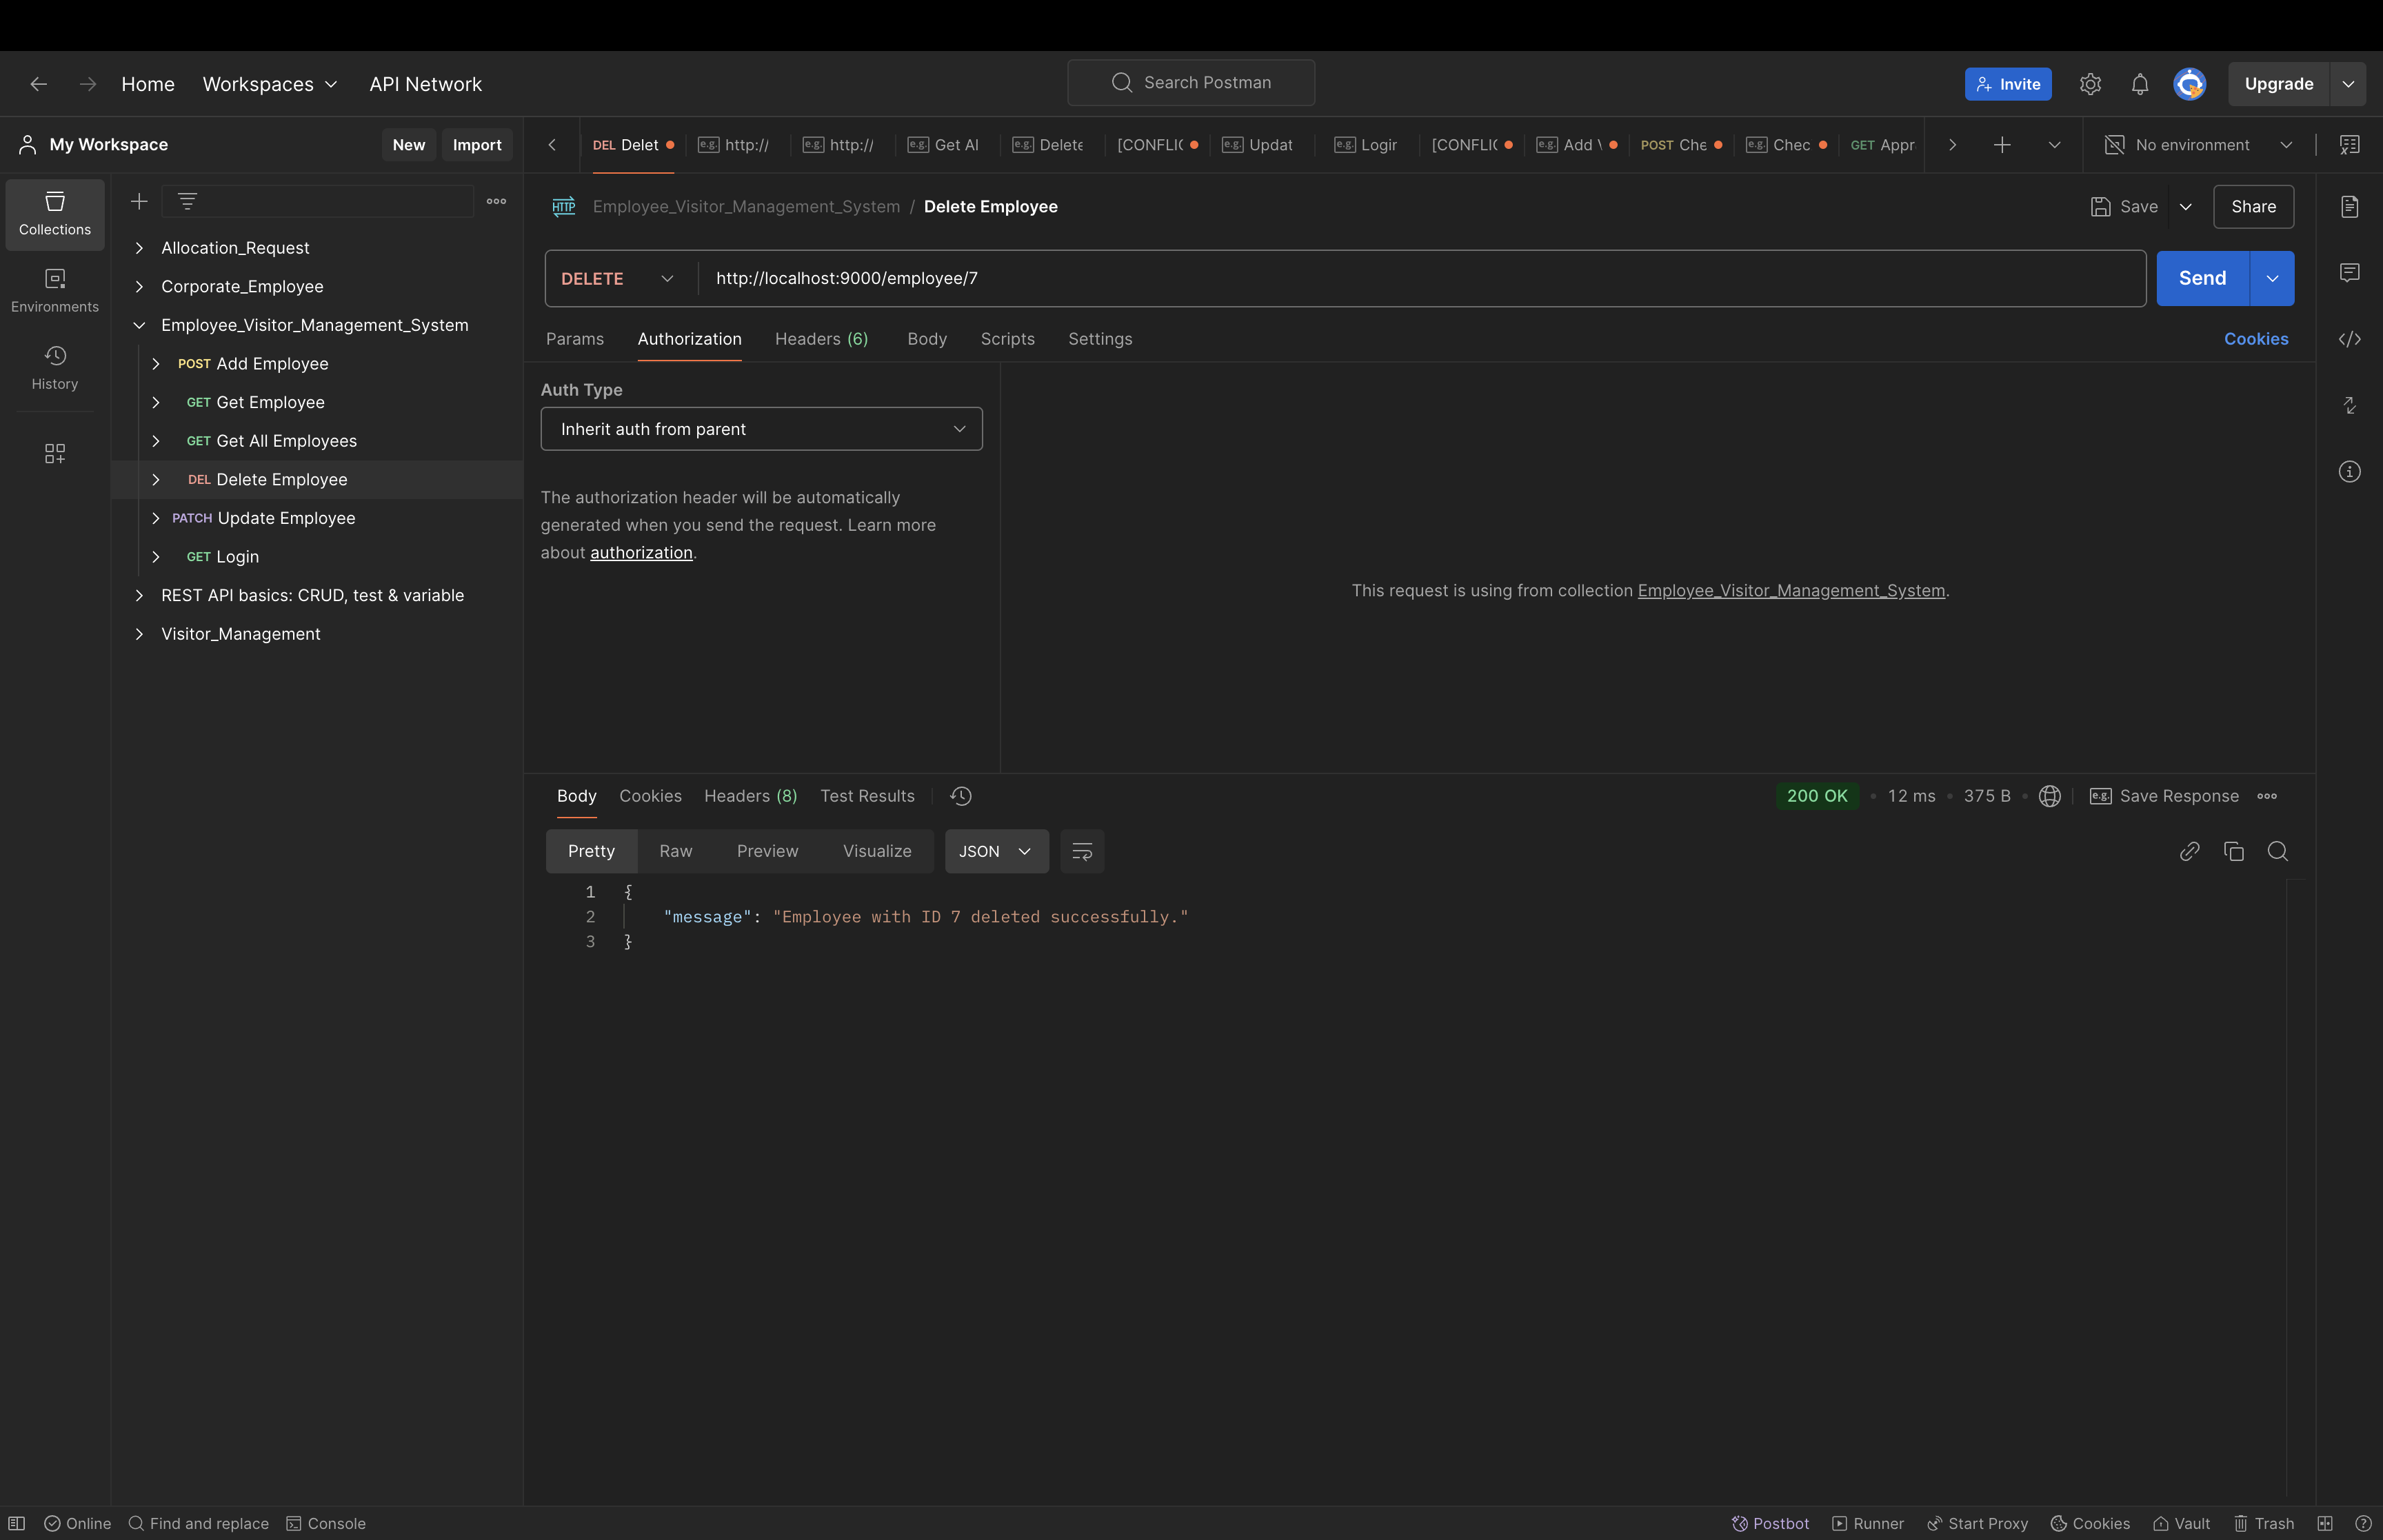 Home Workspaces API Network Search Postman Invite Upgrade
My Workspace New Import
DEL Delet e.g. http:// e.g. http:// e.g. Get Al e.g. Delete [CONFLI e.g. Updat e.g. Login [CONFLI e.g. Add e.g. POST Che e.g. Chec GET Appr No environment
Collections
Environments
History
Allocation_Request
Corporate_Employee
Employee_Visitor_Management_System
POST Add Employee
GET Get Employee
GET Get All Employees
DEL Delete Employee
PATCH Update Employee
GET Login
REST API basics: CRUD, test & variable
Visitor_Management
HTTP Employee_Visitor_Management_System / Delete Employee Save Share
DELETE http://localhost:9000/employee/7 Send
Params Authorization Headers (6) Body Scripts Settings Cookies
Auth Type
Inherit auth from parent
The authorization header will be automatically
generated when you send the request. Learn more
about authorization.
This request is using from collection Employee_Visitor_Management_System.
Body Cookies Headers (8) Test Results 200 OK • 12 ms • 375 B • e.g. Save Response
Pretty Raw Preview Visualize JSON
1 {
2 "message": "Employee with ID 7 deleted successfully."
3 }
Online Find and replace Console Postbot Runner Start Proxy Cookies Vault Trash